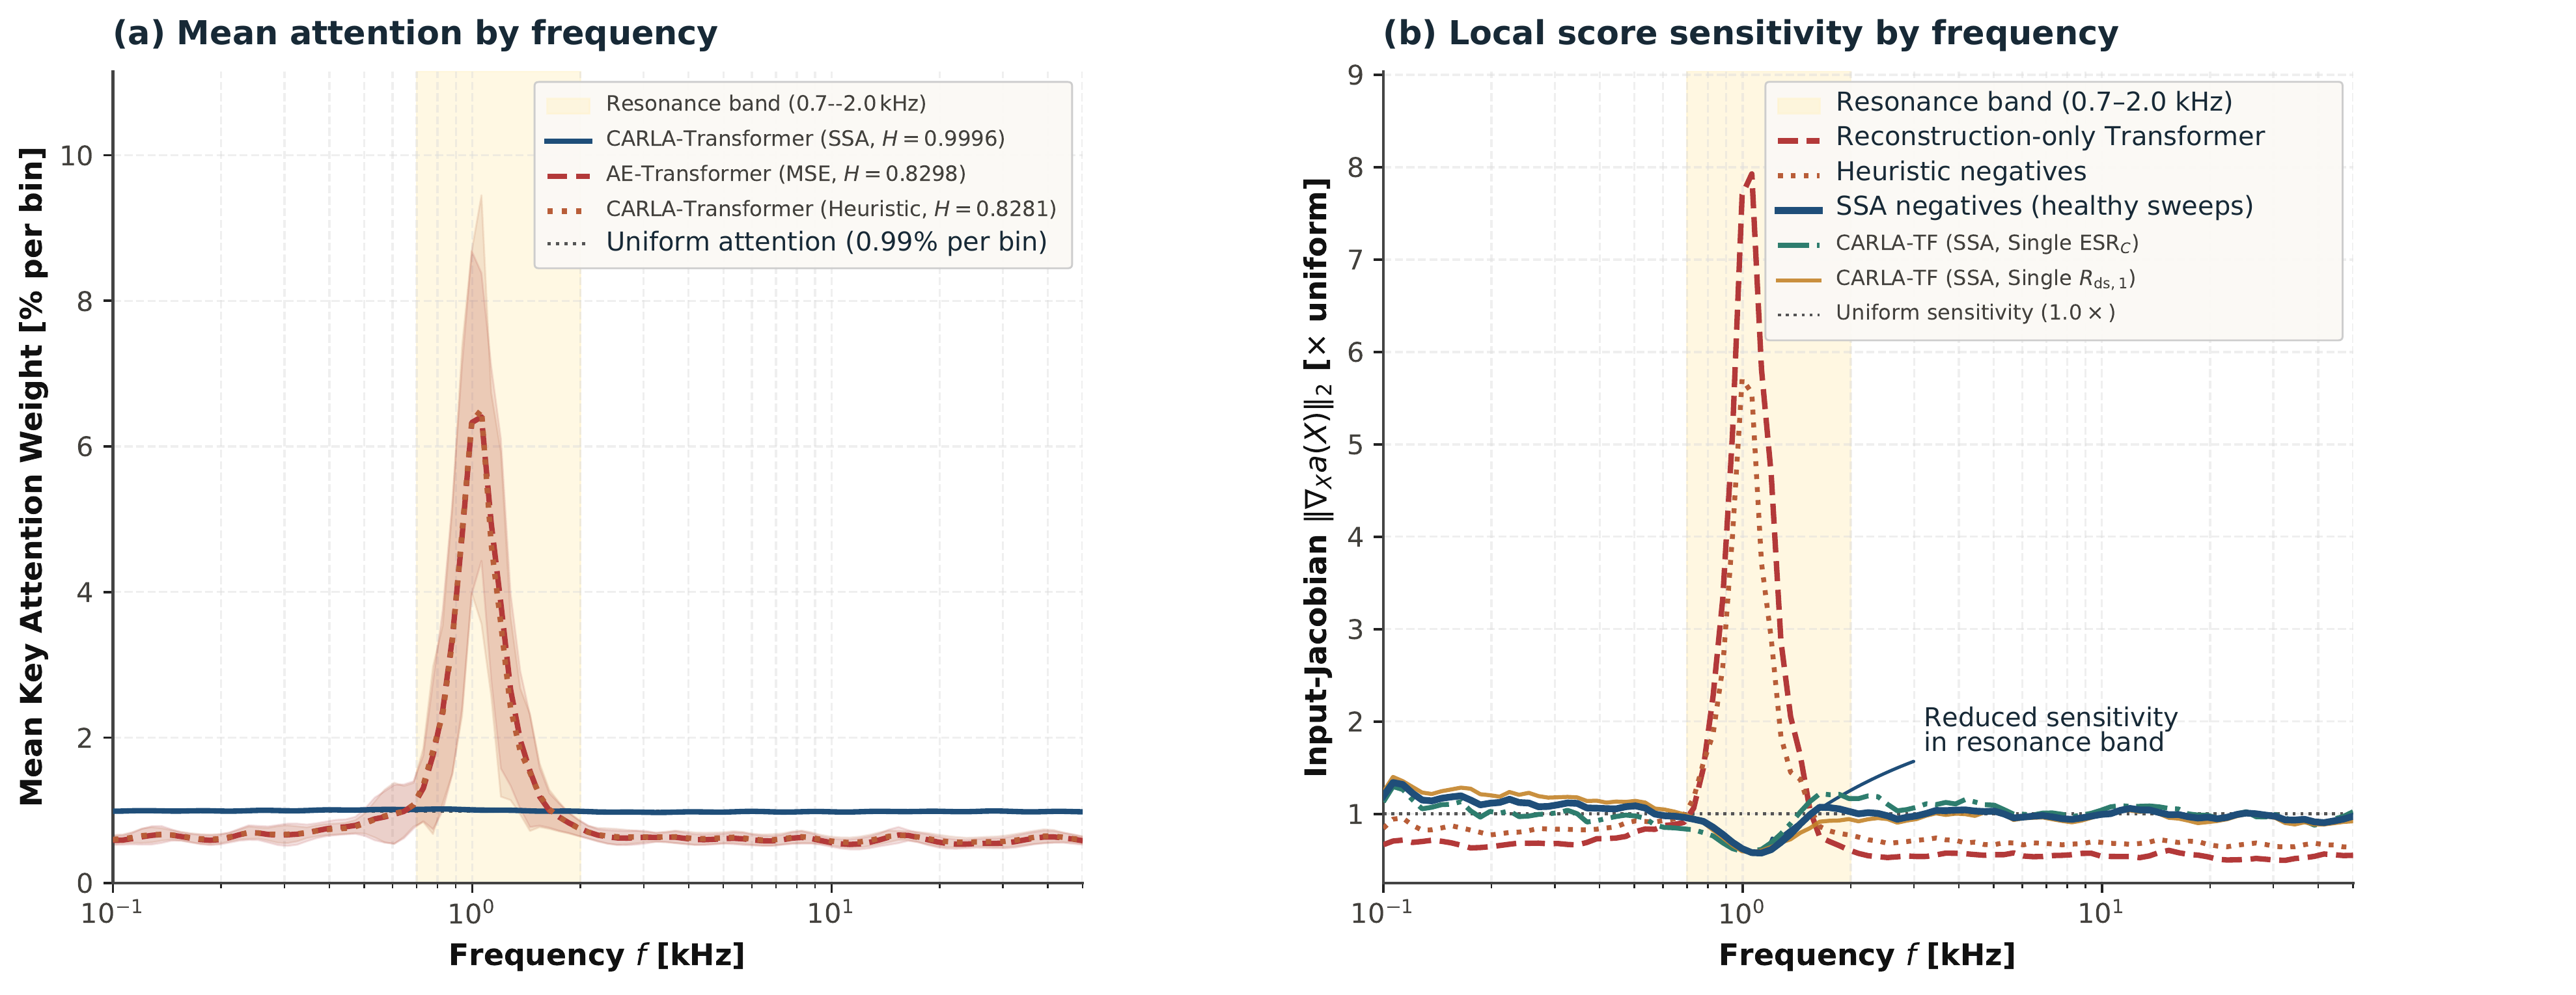 (a) Mean attention by frequency
Mean Key Attention Weight [% per bin]
10
8
6
4
2
0
Resonance band (0.7--2.0 kHz)
CARLA-Transformer (SSA, H = 0.9996)
AE-Transformer (MSE, H = 0.8298)
CARLA-Transformer (Heuristic, H = 0.8281)
Uniform attention (0.99% per bin)
10⁻¹ 10⁰ 10¹
Frequency f [kHz]
(b) Local score sensitivity by frequency
Input-Jacobian ‖∇ₓa(X)‖₂ [× uniform]
9
8
7
6
5
4
3
2
1
Resonance band (0.7–2.0 kHz)
Reconstruction-only Transformer
Heuristic negatives
SSA negatives (healthy sweeps)
CARLA-TF (SSA, Single ESR_C)
CARLA-TF (SSA, Single R_ds, 1)
Uniform sensitivity (1.0 ×)
Reduced sensitivity
in resonance band
10⁻¹ 10⁰ 10¹
Frequency f [kHz]